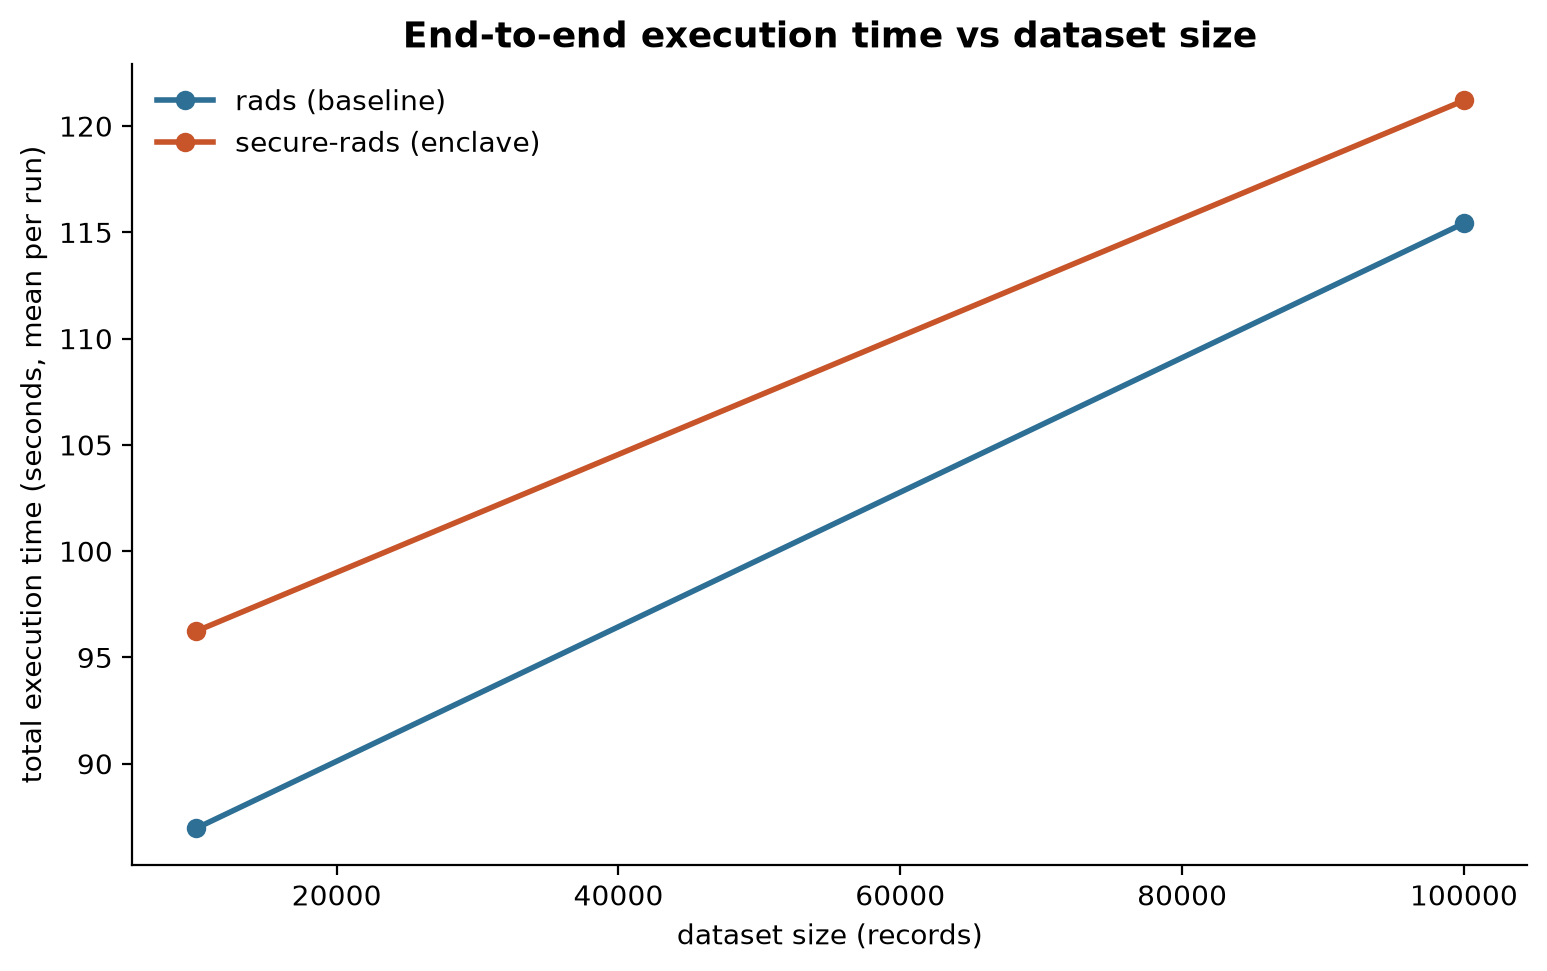 End-to-end execution time vs dataset size
rads (baseline)
secure-rads (enclave)
total execution time (seconds, mean per run)
120
115
110
105
100
95
90
20000
40000
60000
80000
100000
dataset size (records)